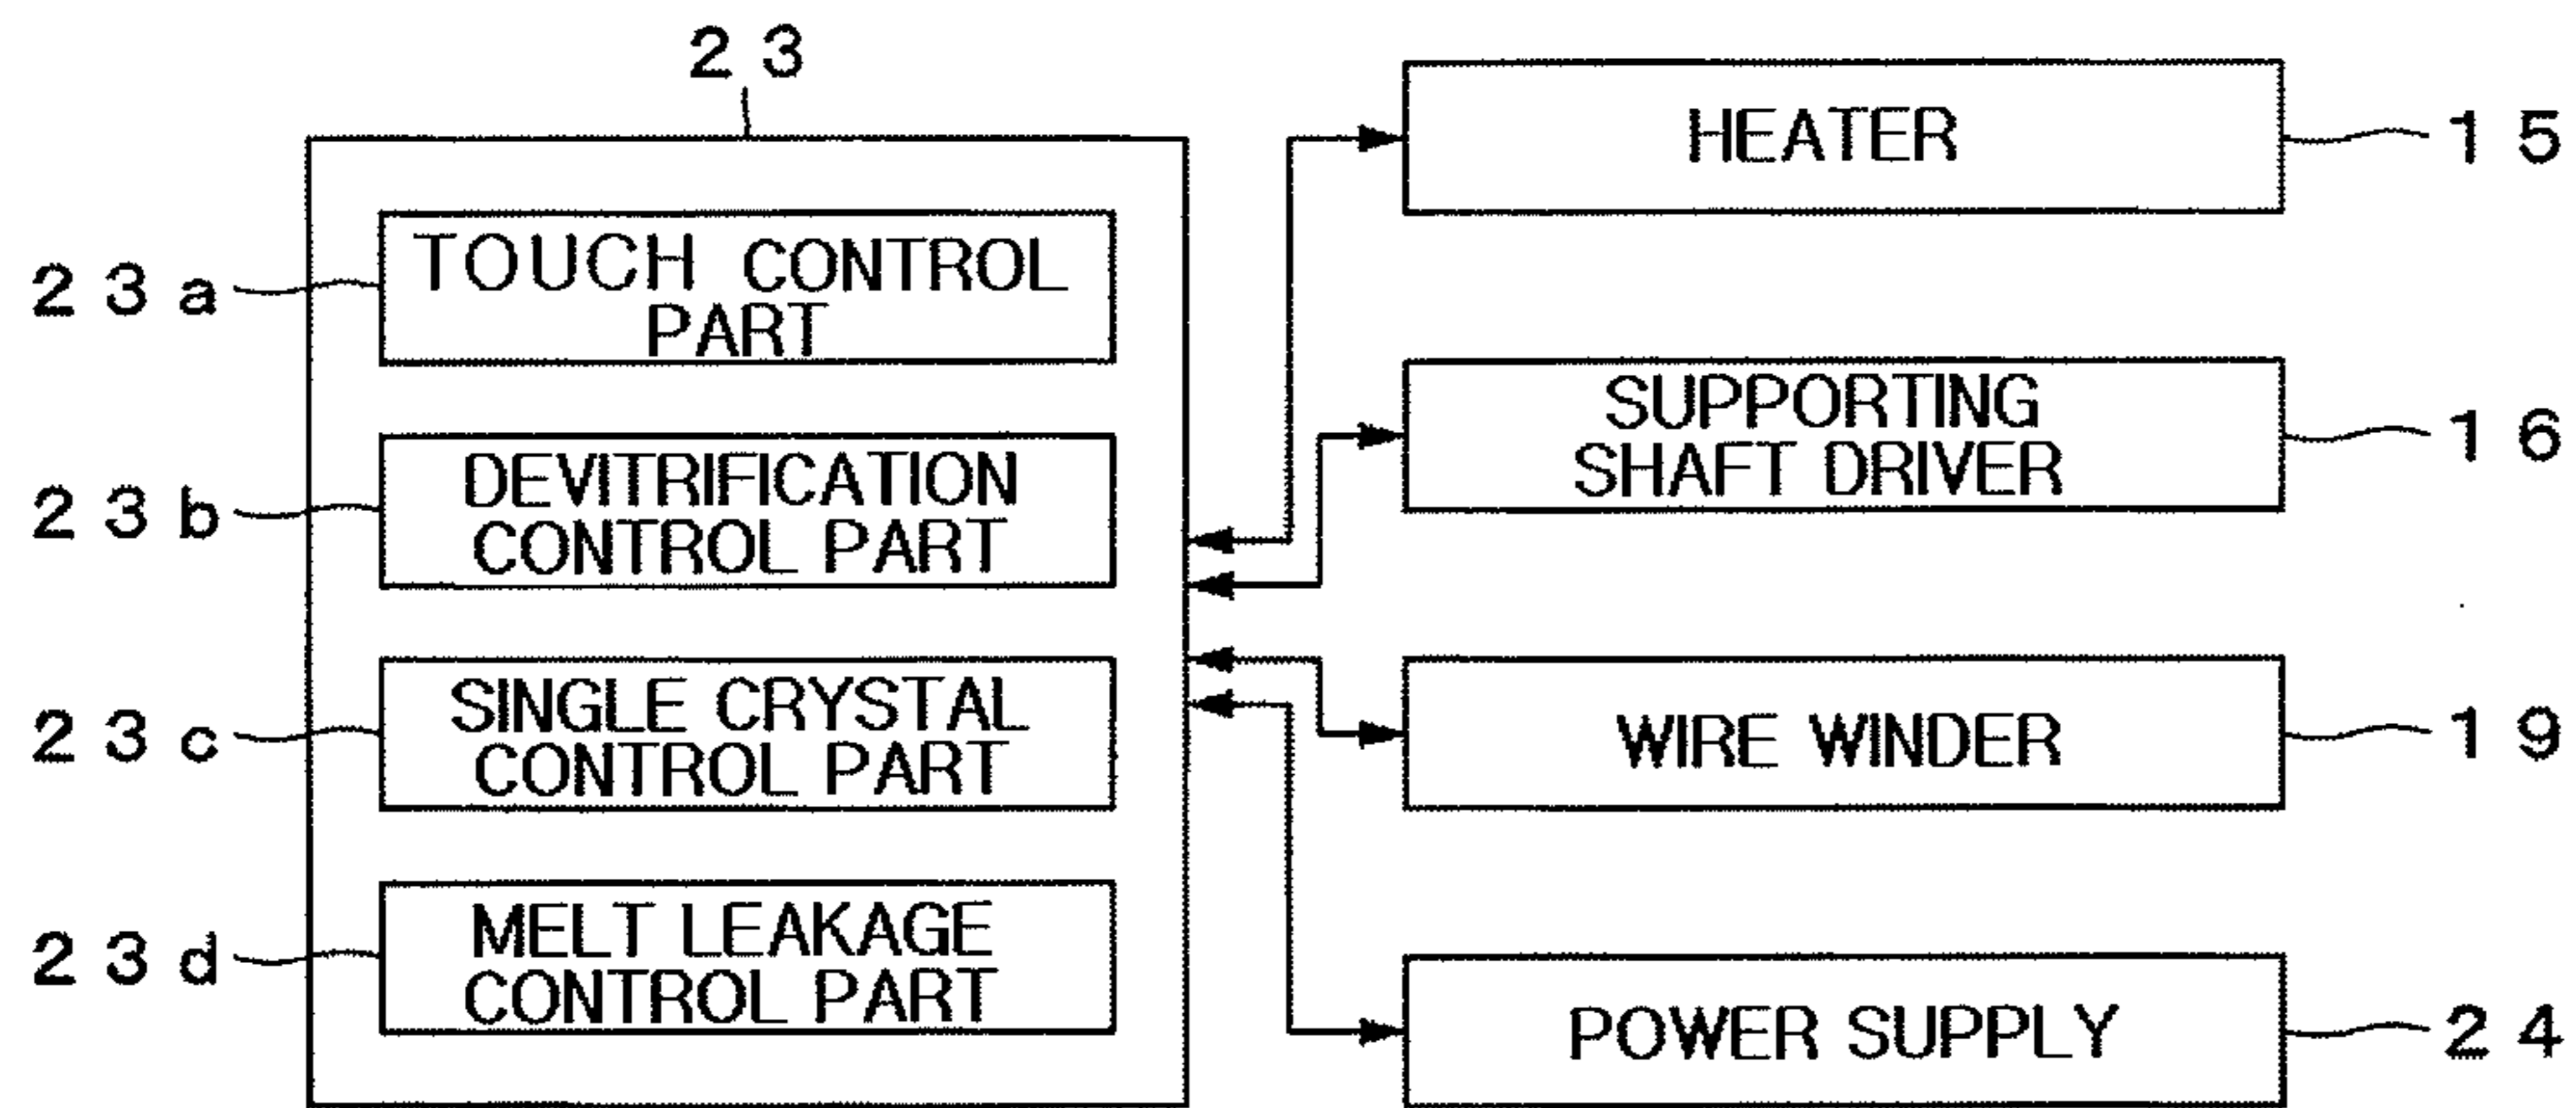 23
23a
TOUCH CONTROL
PART
23b
DEVITRIFICATION
CONTROL PART
23c
SINGLE CRYSTAL
CONTROL PART
23d
MELT LEAKAGE
CONTROL PART
HEATER
15
SUPPORTING
SHAFT DRIVER
16
WIRE WINDER
19
POWER SUPPLY
24